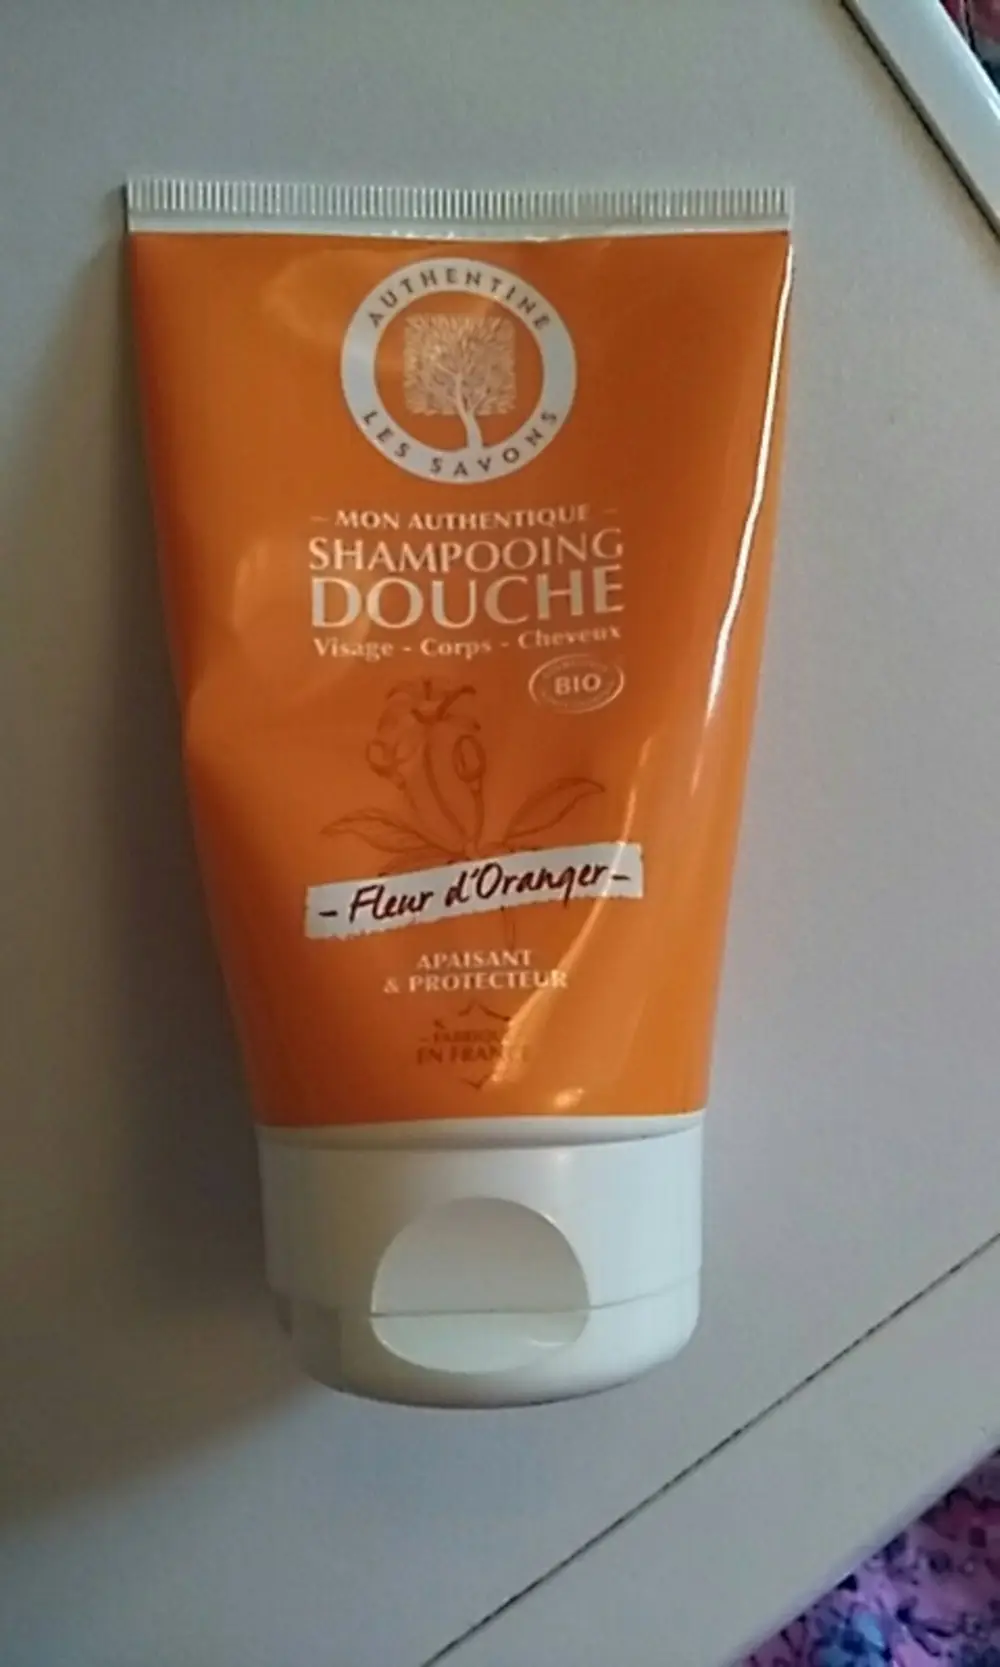 AUTHENTINE
LES SAVONS
- MON AUTHENTIQUE -
SHAMPOOING
DOUCHE
Visage - Corps - Cheveux
BIO
- Fleur d'Oranger -
APAISANT
& PROTECTEUR
EN FRANCE